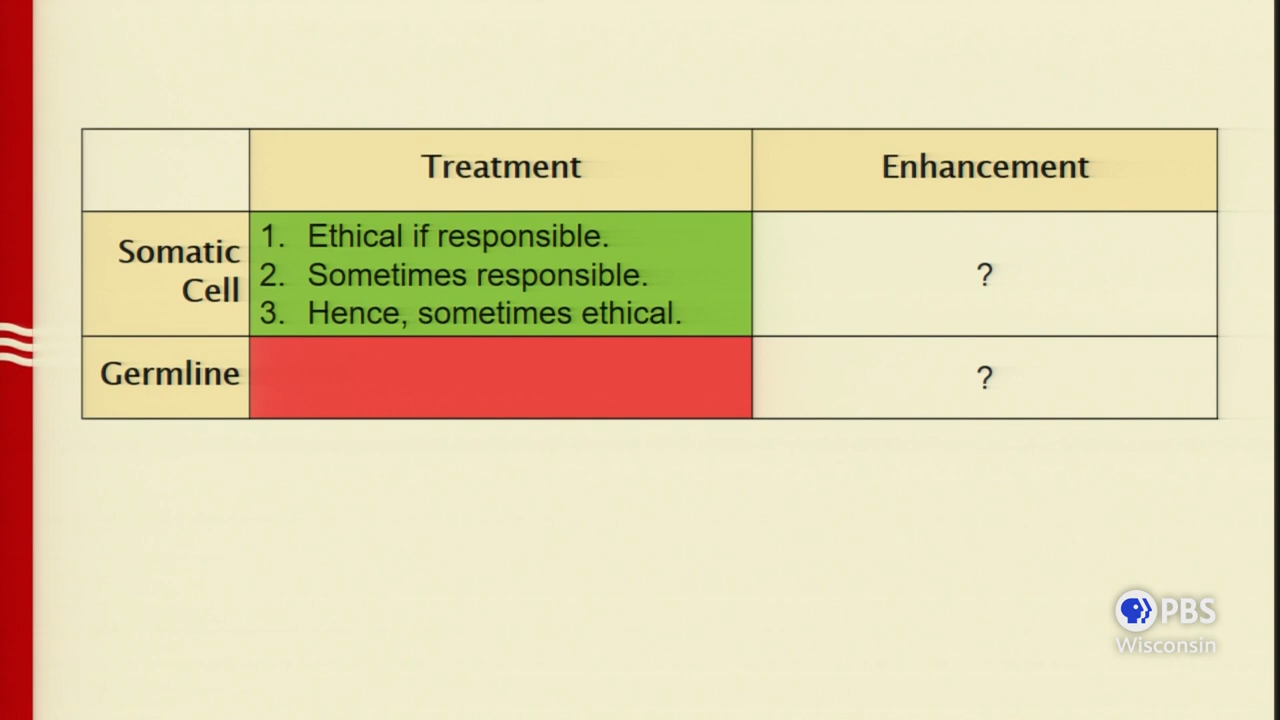 Treatment
Enhancement
Somatic
Cell
1. Ethical if responsible.
2. Sometimes responsible.
3. Hence, sometimes ethical.
?
Germline
?
PBS
Wisconsin